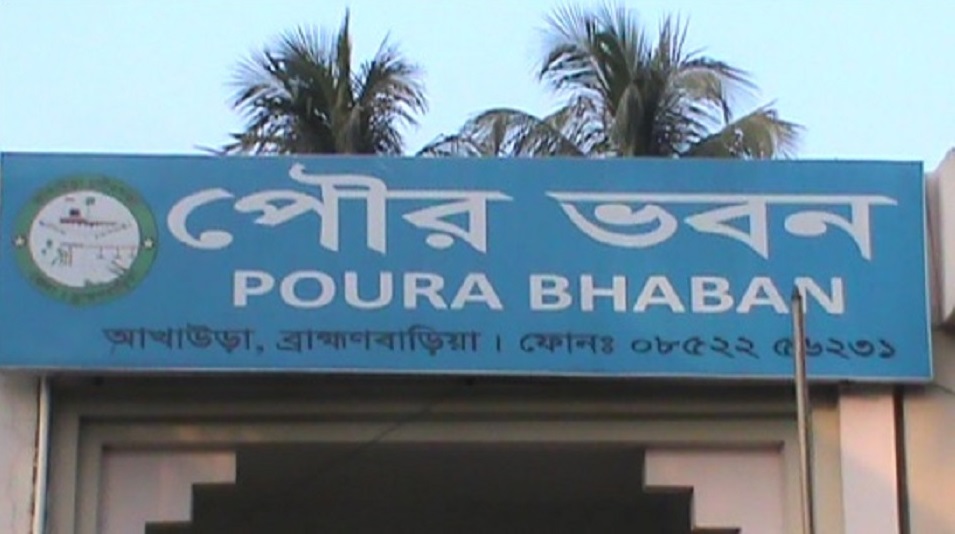 পৌর ভবন
POURA BHABAN
আখাউড়া, ব্রাহ্মণবাড়িয়া। ফোনঃ ০৮৫২২ ৫৬২৩১